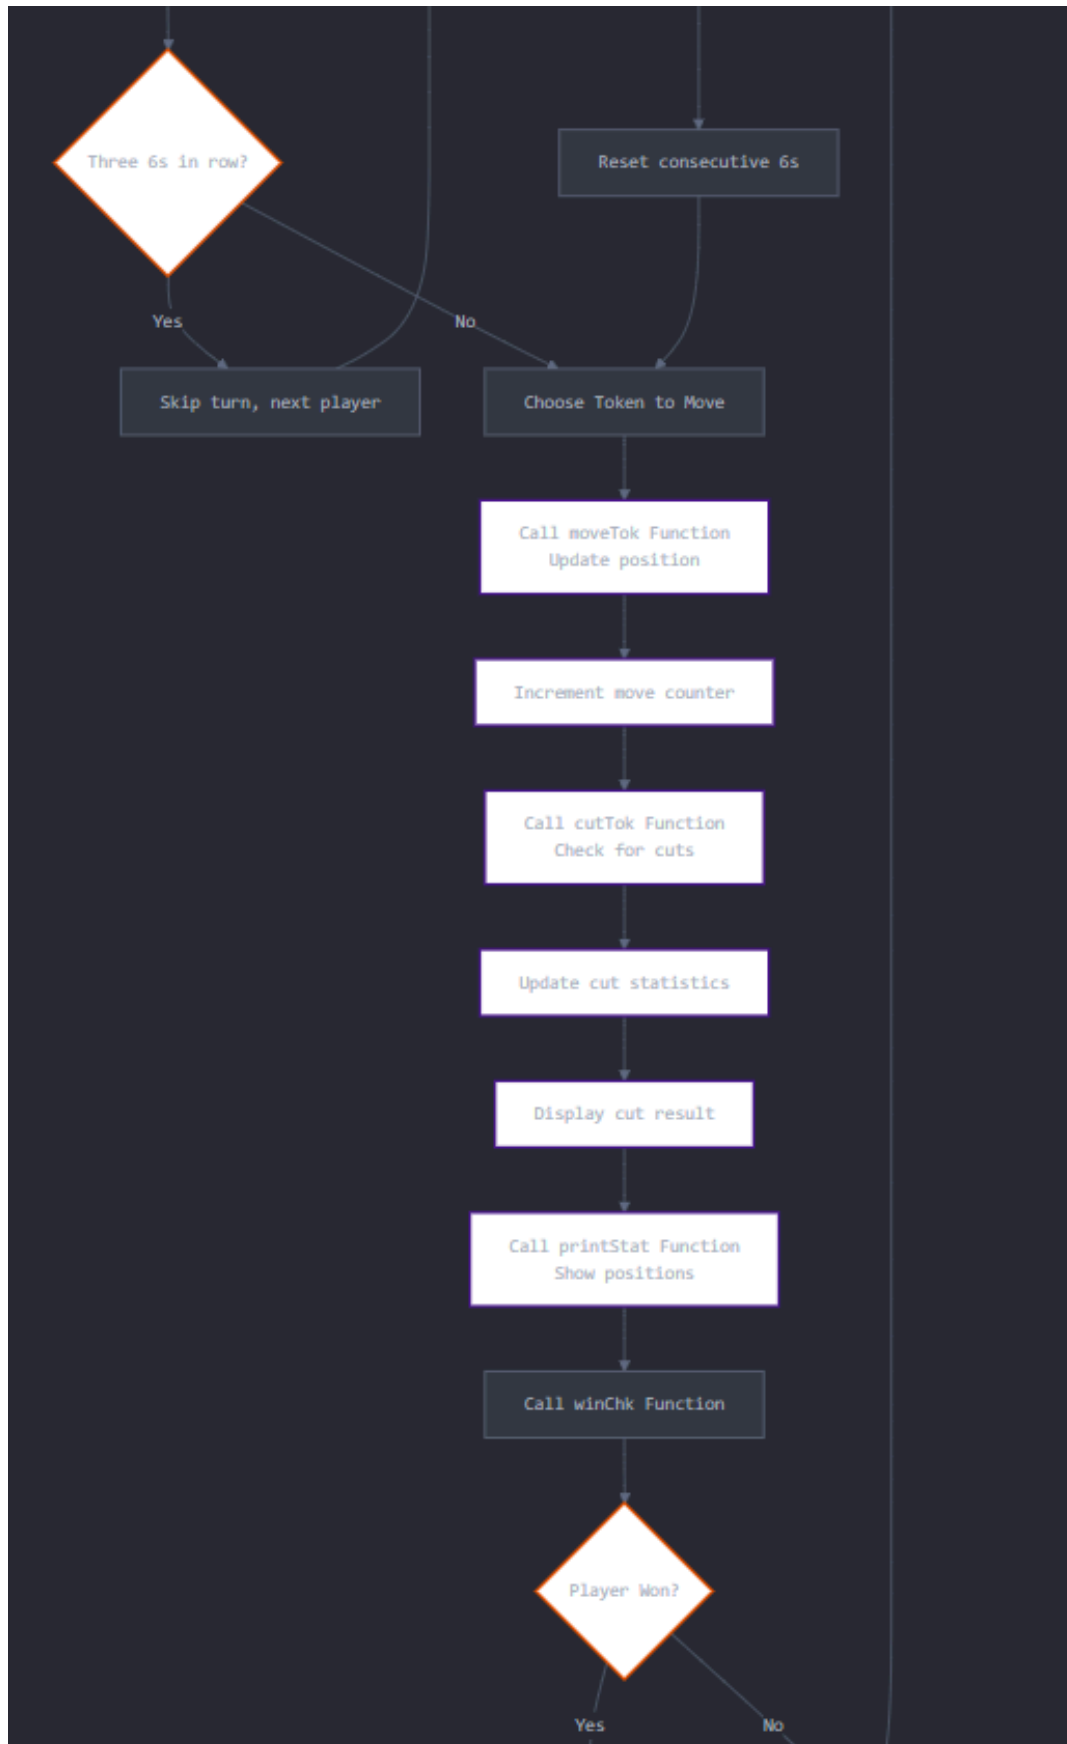 Three 6s in row?
Reset consecutive 6s
Yes
No
Skip turn, next player
Choose Token to Move
Call moveTok Function
Update position
Increment move counter
Call cutTok Function
Check for cuts
Update cut statistics
Display cut result
Call printStat Function
Show positions
Call winChk Function
Player Won?
Yes
No